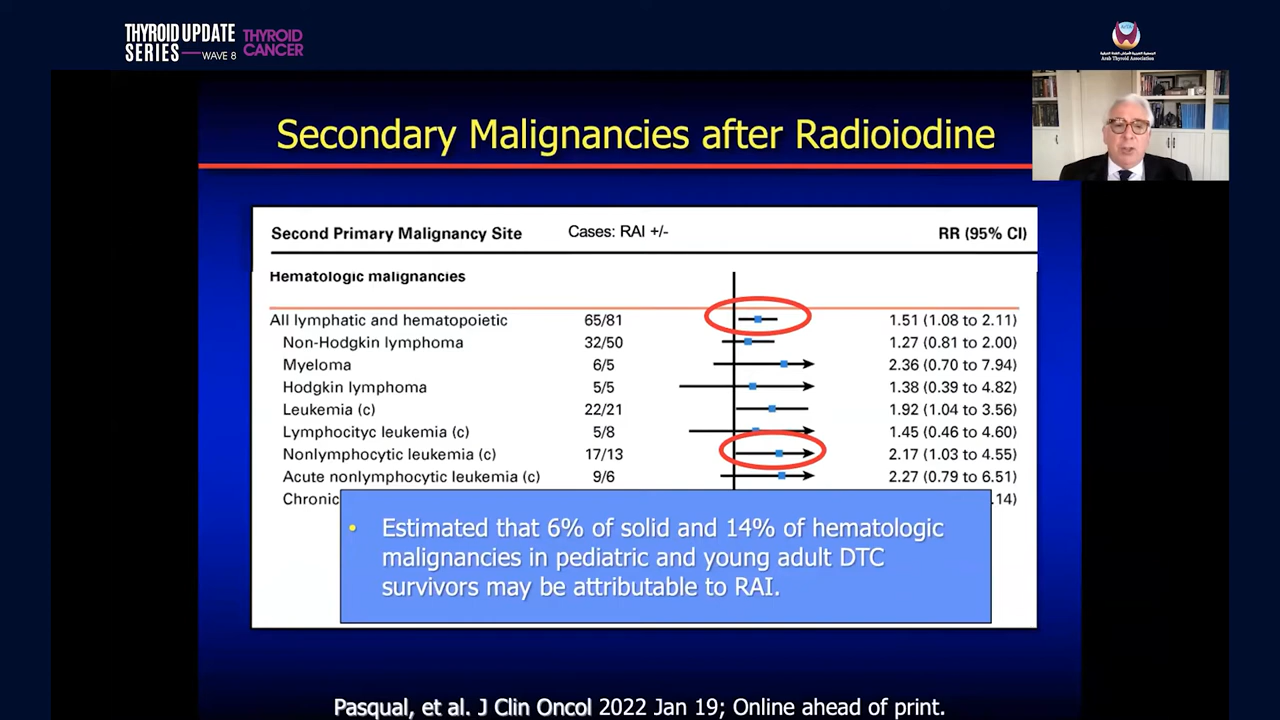 THYROID UPDATE
SERIES — WAVE 8
THYROID
CANCER
Arab Thyroid Association
Secondary Malignancies after Radioiodine
Second Primary Malignancy Site Cases: RAI +/- RR (95% CI)
Hematologic malignancies
All lymphatic and hematopoietic 65/81 1.51 (1.08 to 2.11)
Non-Hodgkin lymphoma 32/50 1.27 (0.81 to 2.00)
Myeloma 6/5 2.36 (0.70 to 7.94)
Hodgkin lymphoma 5/5 1.38 (0.39 to 4.82)
Leukemia (c) 22/21 1.92 (1.04 to 3.56)
Lymphocityc leukemia (c) 5/8 1.45 (0.46 to 4.60)
Nonlymphocytic leukemia (c) 17/13 2.17 (1.03 to 4.55)
Acute nonlymphocytic leukemia (c) 9/6 2.27 (0.79 to 6.51)
Chronic .14)
• Estimated that 6% of solid and 14% of hematologic
malignancies in pediatric and young adult DTC
survivors may be attributable to RAI.
Pasqual, et al. J Clin Oncol 2022 Jan 19; Online ahead of print.